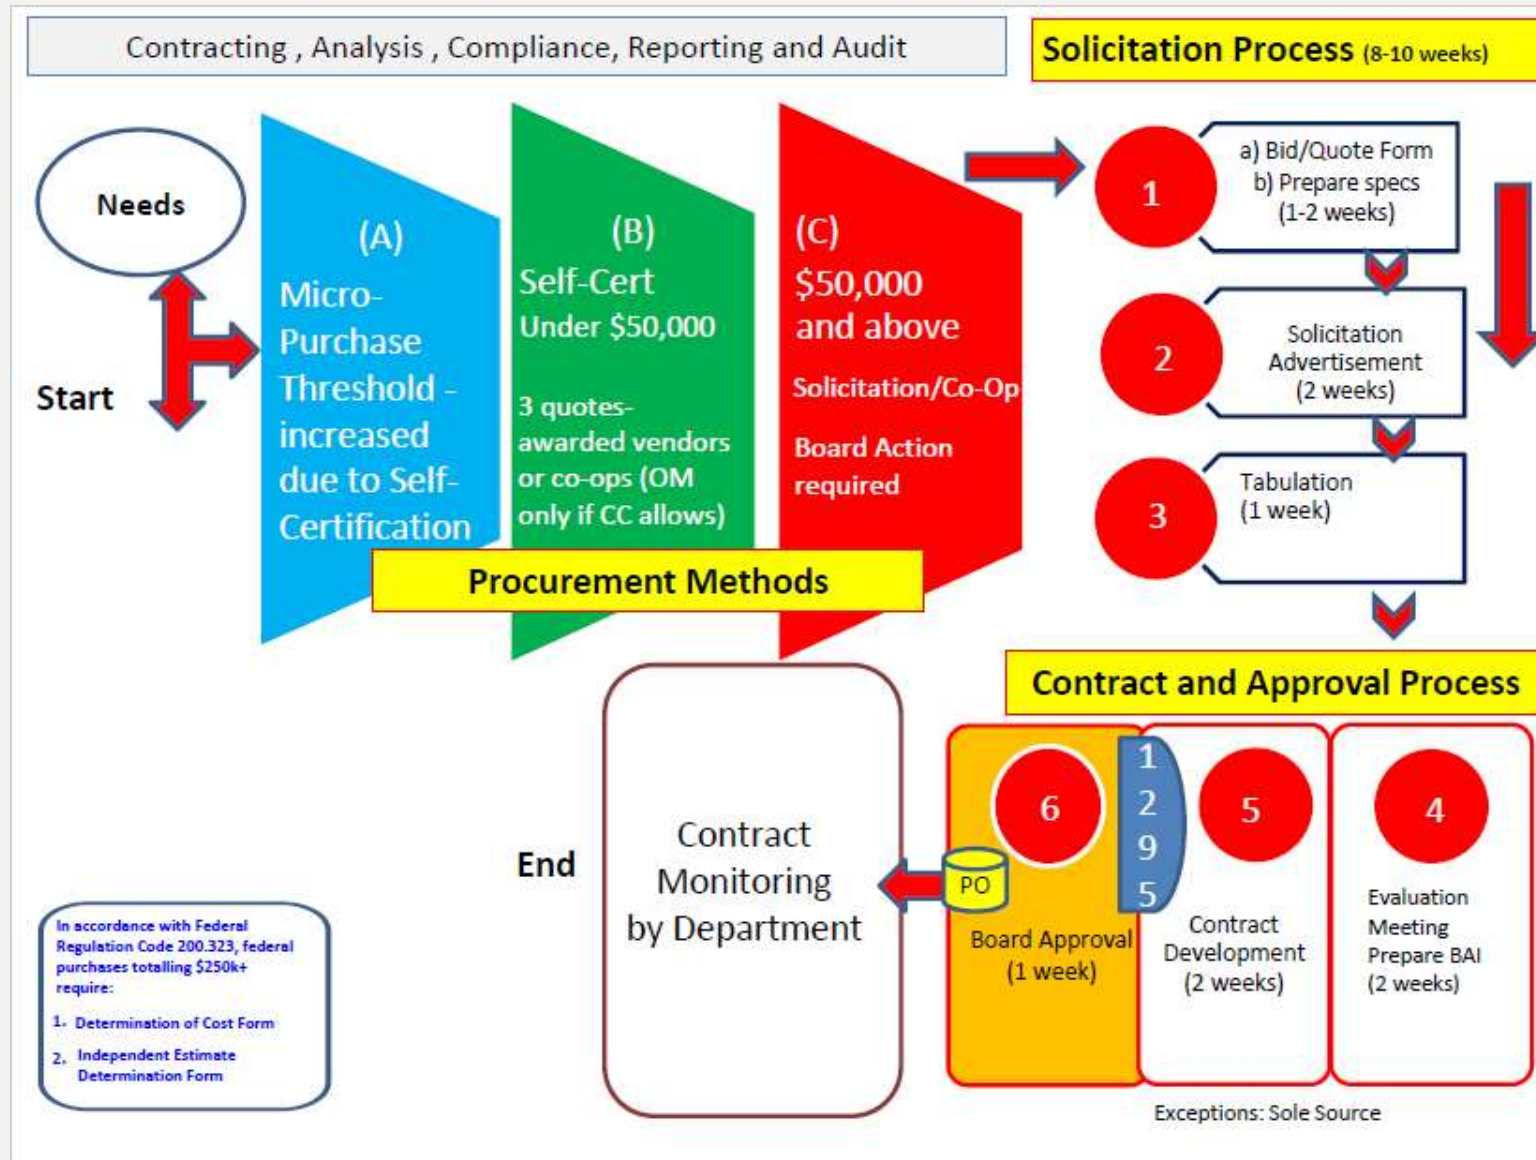 Contracting , Analysis , Compliance, Reporting and Audit
Solicitation Process (8-10 weeks)
Needs
Start
(A)
Micro-
Purchase
Threshold -
increased
due to Self-
Certification
(B)
Self-Cert
Under $50,000
3 quotes-
awarded vendors
or co-ops (OM
only if CC allows)
(C)
$50,000
and above
Solicitation/Co-Op
Board Action
required
Procurement Methods
1
a) Bid/Quote Form
b) Prepare specs
(1-2 weeks)
2
Solicitation
Advertisement
(2 weeks)
3
Tabulation
(1 week)
Contract and Approval Process
4
Evaluation
Meeting
Prepare BAI
(2 weeks)
5
Contract
Development
(2 weeks)
1
2
9
5
6
Board Approval
(1 week)
PO
Contract
Monitoring
by Department
End
Exceptions: Sole Source
In accordance with Federal
Regulation Code 200.323, federal
purchases totalling $250k+
require:
1. Determination of Cost Form
2. Independent Estimate
Determination Form